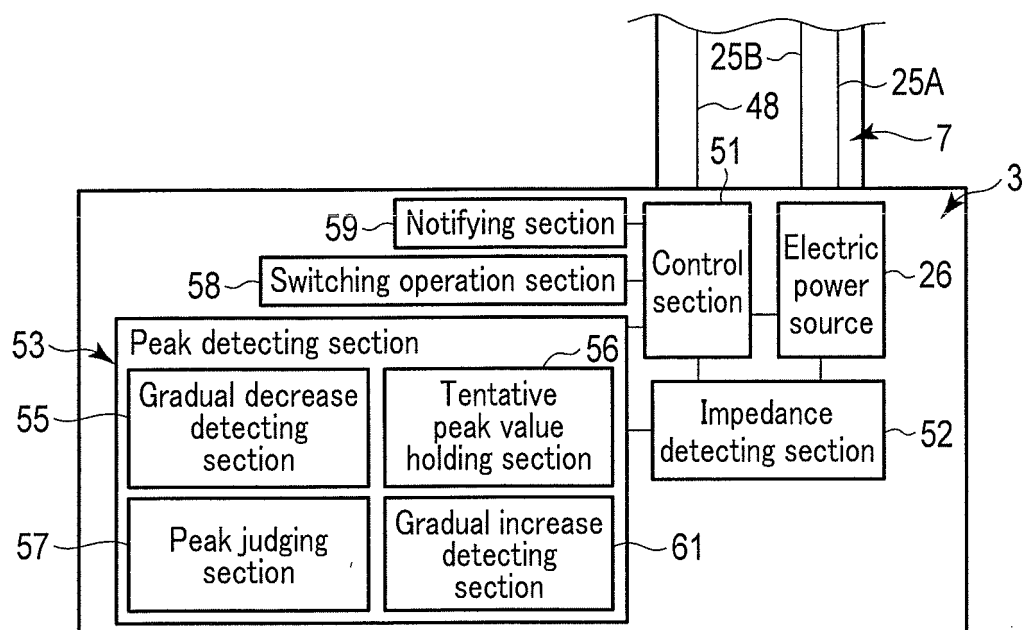 25B
25A
48
7
51
3
59
Notifying section
58
Switching operation section
Control
section
Electric
power
source
26
53
Peak detecting section
56
55
Gradual decrease
detecting
section
Tentative
peak value
holding section
Impedance
detecting section
52
57
Peak judging
section
Gradual increase
detecting
section
61